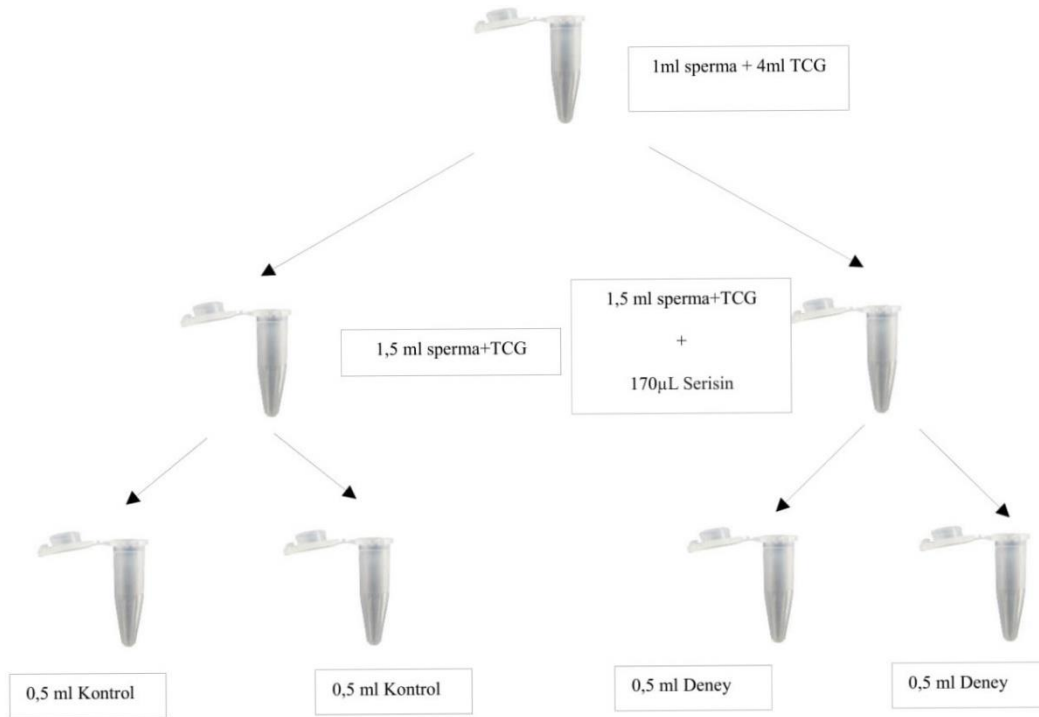 1ml sperma + 4ml TCG
1,5 ml sperma+TCG
1,5 ml sperma+TCG
+
170µL Serisin
0,5 ml Kontrol
0,5 ml Kontrol
0,5 ml Deney
0,5 ml Deney